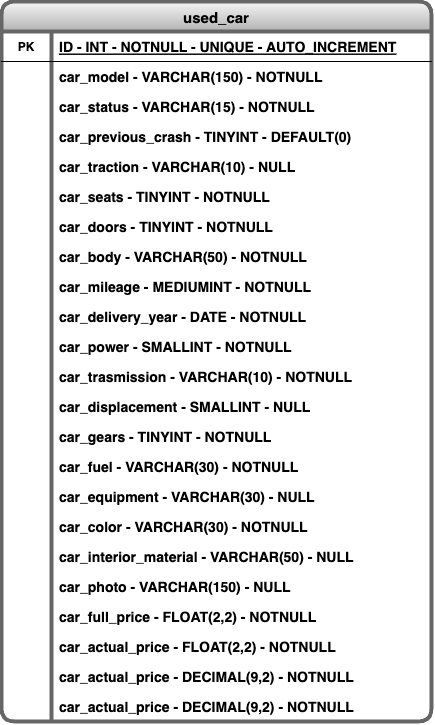 used_car
PK ID - INT - NOTNULL - UNIQUE - AUTO_INCREMENT
car_model - VARCHAR(150) - NOTNULL
car_status - VARCHAR(15) - NOTNULL
car_previous_crash - TINYINT - DEFAULT(0)
car_traction - VARCHAR(10) - NULL
car_seats - TINYINT - NOTNULL
car_doors - TINYINT - NOTNULL
car_body - VARCHAR(50) - NOTNULL
car_mileage - MEDIUMINT - NOTNULL
car_delivery_year - DATE - NOTNULL
car_power - SMALLINT - NOTNULL
car_trasmission - VARCHAR(10) - NOTNULL
car_displacement - SMALLINT - NULL
car_gears - TINYINT - NOTNULL
car_fuel - VARCHAR(30) - NOTNULL
car_equipment - VARCHAR(30) - NULL
car_color - VARCHAR(30) - NOTNULL
car_interior_material - VARCHAR(50) - NULL
car_photo - VARCHAR(150) - NULL
car_full_price - FLOAT(2,2) - NOTNULL
car_actual_price - FLOAT(2,2) - NOTNULL
car_actual_price - DECIMAL(9,2) - NOTNULL
car_actual_price - DECIMAL(9,2) - NOTNULL